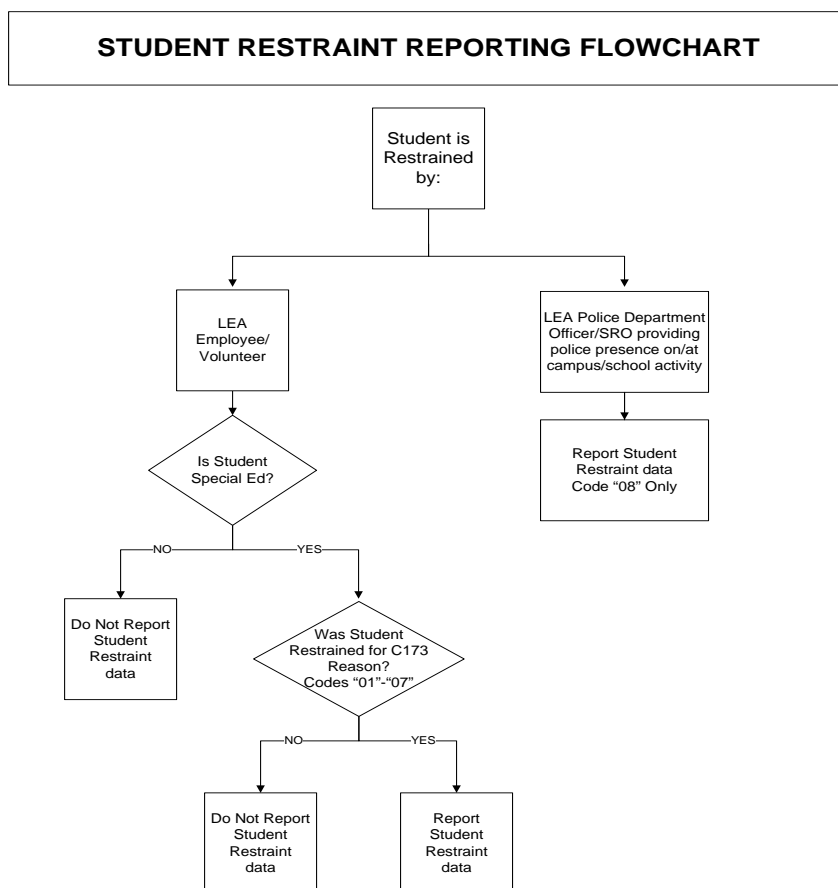 STUDENT RESTRAINT REPORTING FLOWCHART
Student is
Restrained
by:
LEA
Employee/
Volunteer
LEA Police Department
Officer/SRO providing
police presence on/at
campus/school activity
Is Student
Special Ed?
Report Student
Restraint data
Code “08” Only
NO
YES
Do Not Report
Student
Restraint
data
Was Student
Restrained for C173
Reason?
Codes “01”-“07”
NO
YES
Do Not Report
Student
Restraint
data
Report
Student
Restraint
data